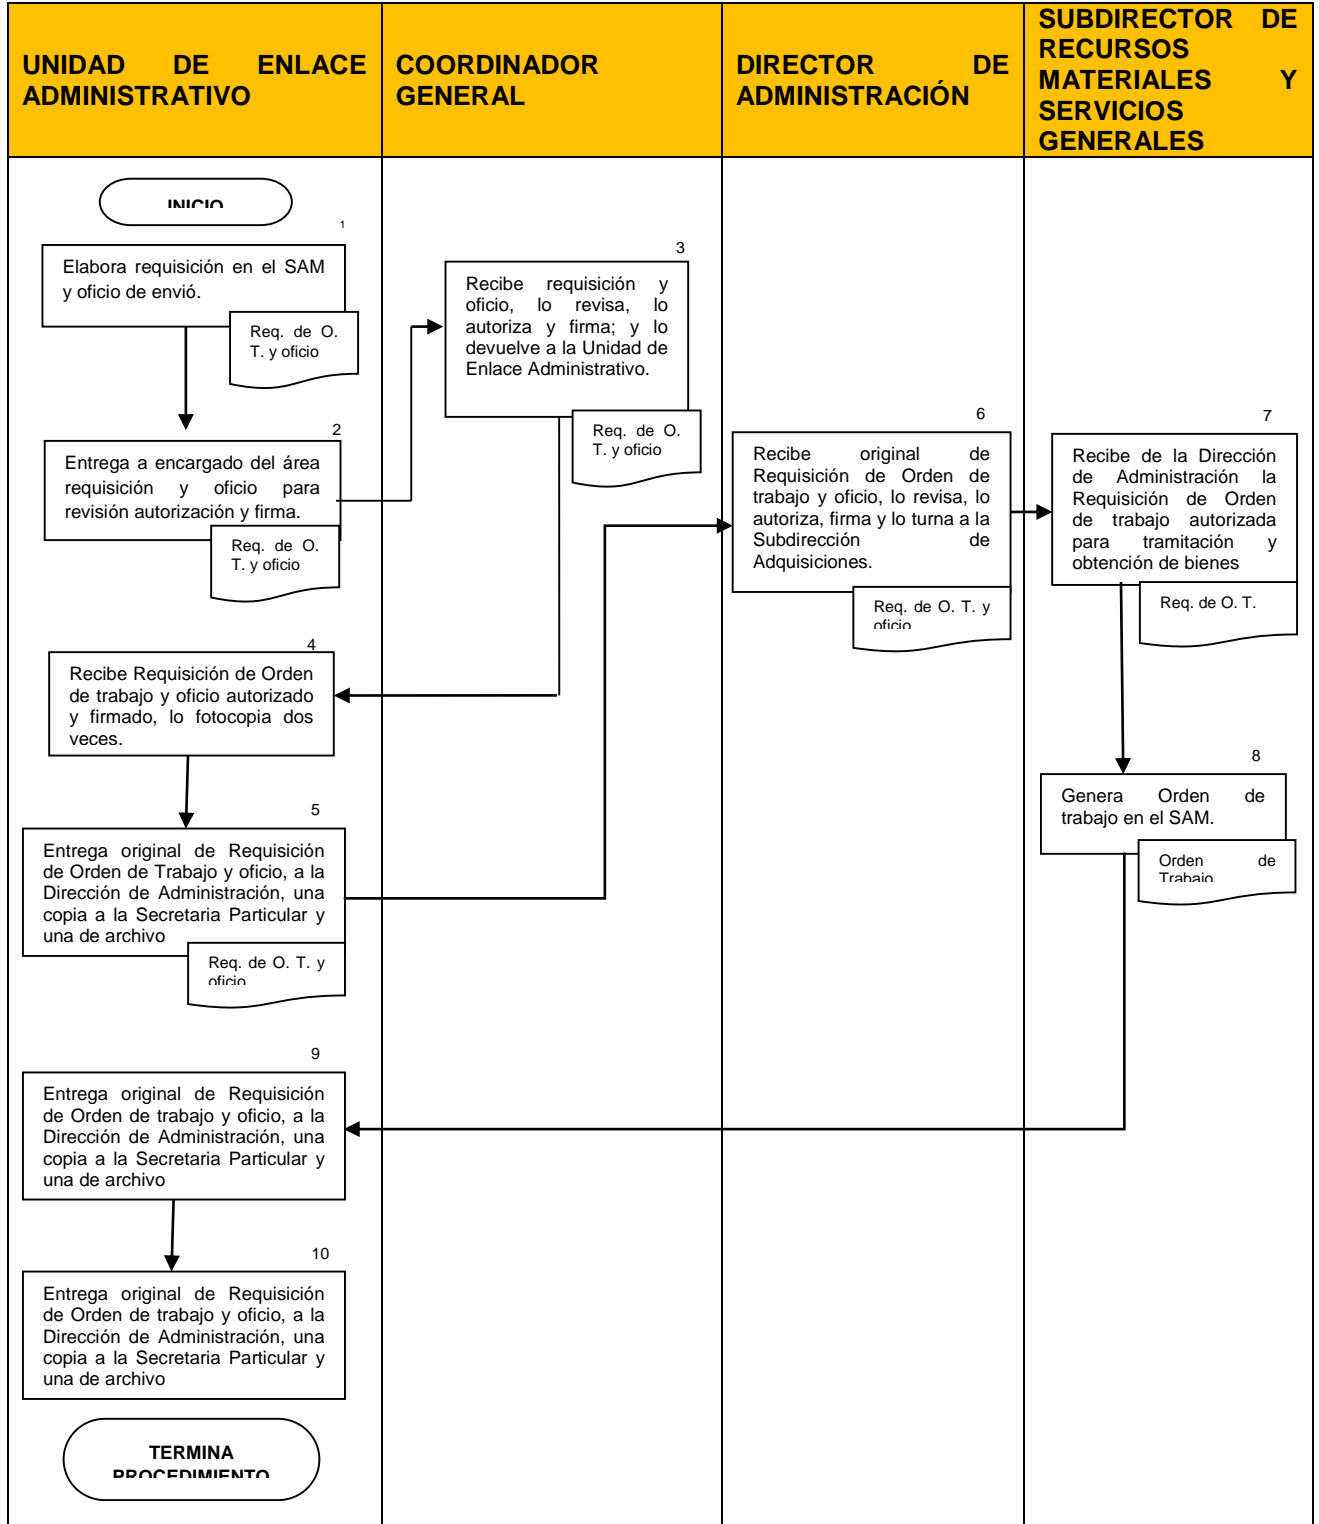 UNIDAD DE ENLACE
ADMINISTRATIVO
COORDINADOR
GENERAL
DIRECTOR DE
ADMINISTRACIÓN
SUBDIRECTOR DE
RECURSOS
MATERIALES Y
SERVICIOS
GENERALES
INICIO
1
Elabora requisición en el SAM
y oficio de envió.
Req. de O.
T. y oficio
2
Entrega a encargado del área
requisición y oficio para
revisión autorización y firma.
Req. de O.
T. y oficio
3
Recibe requisición y
oficio, lo revisa, lo
autoriza y firma; y lo
devuelve a la Unidad de
Enlace Administrativo.
Req. de O.
T. y oficio
4
Recibe Requisición de Orden
de trabajo y oficio autorizado
y firmado, lo fotocopia dos
veces.
5
Entrega original de Requisición
de Orden de Trabajo y oficio, a la
Dirección de Administración, una
copia a la Secretaria Particular y
una de archivo
Req. de O. T. y
oficio
6
Recibe original de
Requisición de Orden de
trabajo y oficio, lo revisa, lo
autoriza, firma y lo turna a la
Subdirección de
Adquisiciones.
Req. de O. T. y
oficio
7
Recibe de la Dirección
de Administración la
Requisición de Orden
de trabajo autorizada
para tramitación y
obtención de bienes
Req. de O. T.
8
Genera Orden de
trabajo en el SAM.
Orden de
Trabajo
9
Entrega original de Requisición
de Orden de trabajo y oficio, a la
Dirección de Administración, una
copia a la Secretaria Particular y
una de archivo
10
Entrega original de Requisición
de Orden de trabajo y oficio, a la
Dirección de Administración, una
copia a la Secretaria Particular y
una de archivo
TERMINA
PROCEDIMIENTO